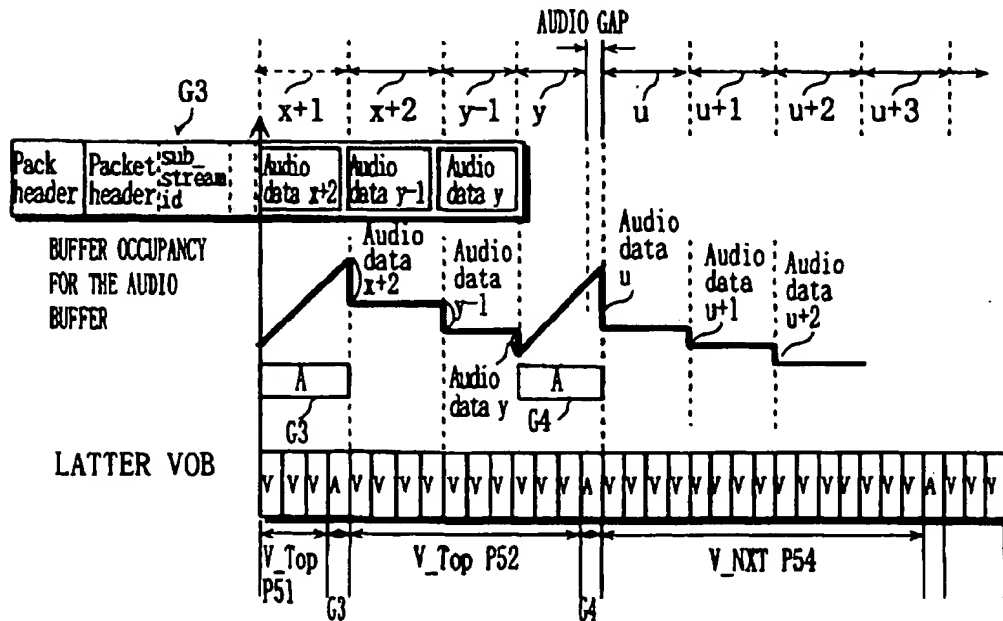 AUDIO GAP
x+1 x+2 y-1 y u u+1 u+2 u+3
G3
Pack header
Packet header
sub_stream id
Audio data x+2
Audio data y-1
Audio data y
BUFFER OCCUPANCY
FOR THE AUDIO
BUFFER
Audio data x+2
Audio data y-1
Audio data y
Audio data u
Audio data u+1
Audio data u+2
A
G3
A
G4
LATTER VOB
V V V A V V V V V V V V V V A V V V V V V V V V V V V V V V A V V V
V_Top P51
G3
V_Top P52
G4
V_NXT P54